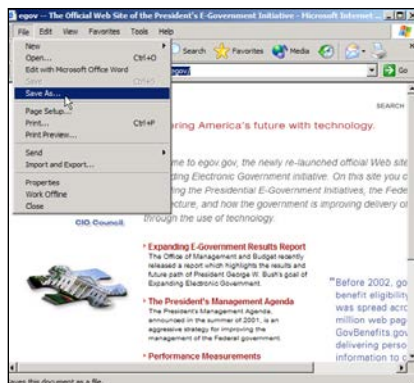 egov - The Official Web Site of the President's E-Government Initiative - Microsoft Internet ...
File Edit View Favorites Tools Help
New
Open... Ctrl+O
Edit with Microsoft Office Word
Save Ctrl+S
Save As...
Page Setup...
Print... Ctrl+P
Print Preview...
Send
Import and Export...
Properties
Work Offline
Close
Search Favorites Media
egov/
Go
SEARCH
ring America's future with technology.
me to egov.gov, the newly re-launched official Web site
ding Electronic Government initiative. On this site you c
ng the Presidential E-Government Initiatives, the Fede
ecture, and how the government is improving delivery of
through the use of technology.
CIO Council
Expanding E-Government Results Report
The Office of Management and Budget recently
released a report which highlights the results and
future path of President George W. Bush's goal of
Expanding Electronic Government.
The President's Management Agenda
The President's Management Agenda,
announced in the summer of 2001, is an
aggressive strategy for improving the
management of the Federal government.
Performance Measurements
"Before 2002, go
benefit eligibility
was spread acro
million web pag
GovBenefits.gov
delivering perso
information to c
aves this document as a file.